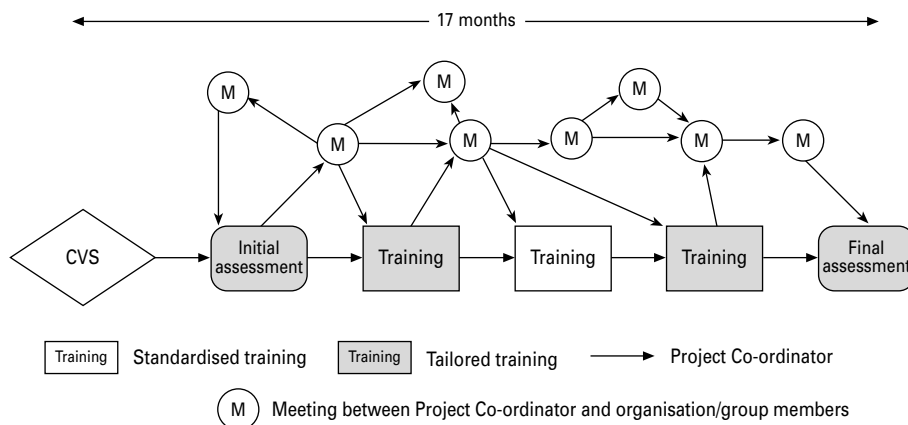 17 months
M
M
M
M
M
M
M
M
CVS
Initial
assessment
Training
Training
Training
Final
assessment
Training
Standardised training
Training
Tailored training
Project Co-ordinator
M
Meeting between Project Co-ordinator and organisation/group members